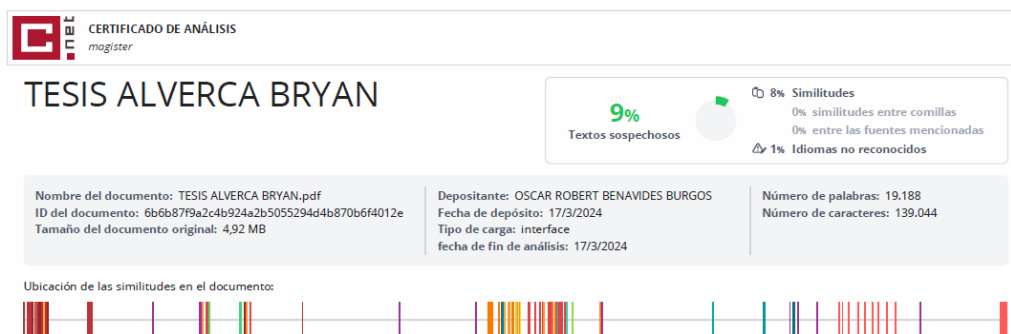 C.net
CERTIFICADO DE ANÁLISIS
magister
TESIS ALVERCA BRYAN
9%
Textos sospechosos
8% Similitudes
0% similitudes entre comillas
0% entre las fuentes mencionadas
1% Idiomas no reconocidos
Nombre del documento: TESIS ALVERCA BRYAN.pdf
ID del documento: 6b6b87f9a2c4b924a2b5055294d4b870b6f4012e
Tamaño del documento original: 4,92 MB
Depositante: OSCAR ROBERT BENAVIDES BURGOS
Fecha de depósito: 17/3/2024
Tipo de carga: interface
fecha de fin de análisis: 17/3/2024
Número de palabras: 19.188
Número de caracteres: 139.044
Ubicación de las similitudes en el documento: